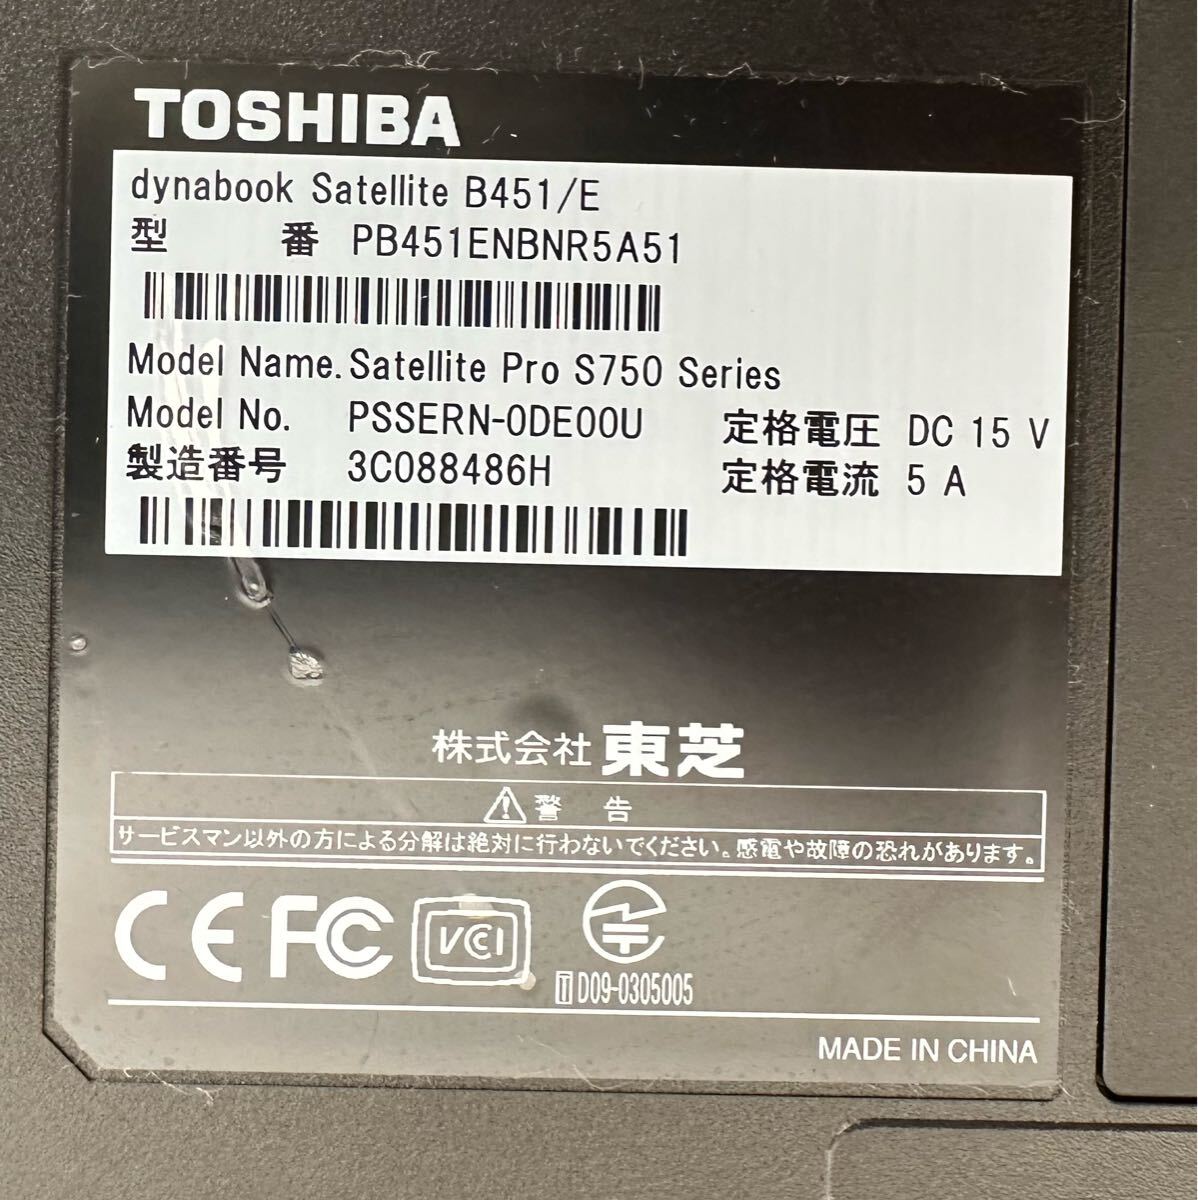 TOSHIBA
dynabook Satellite B451/E
型 番 PB451ENBNR5A51
Model Name. Satellite Pro S750 Series
Model No. PSSERN-0DE00U 定格電圧 DC 15 V
製造番号 3C088486H 定格電流 5 A
株式会社 東芝
⚠ 警 告
サービスマン以外の方による分解は絶対に行わないでください。感電や故障の恐れがあります。
CE FC VCI
T D09-0305005
MADE IN CHINA